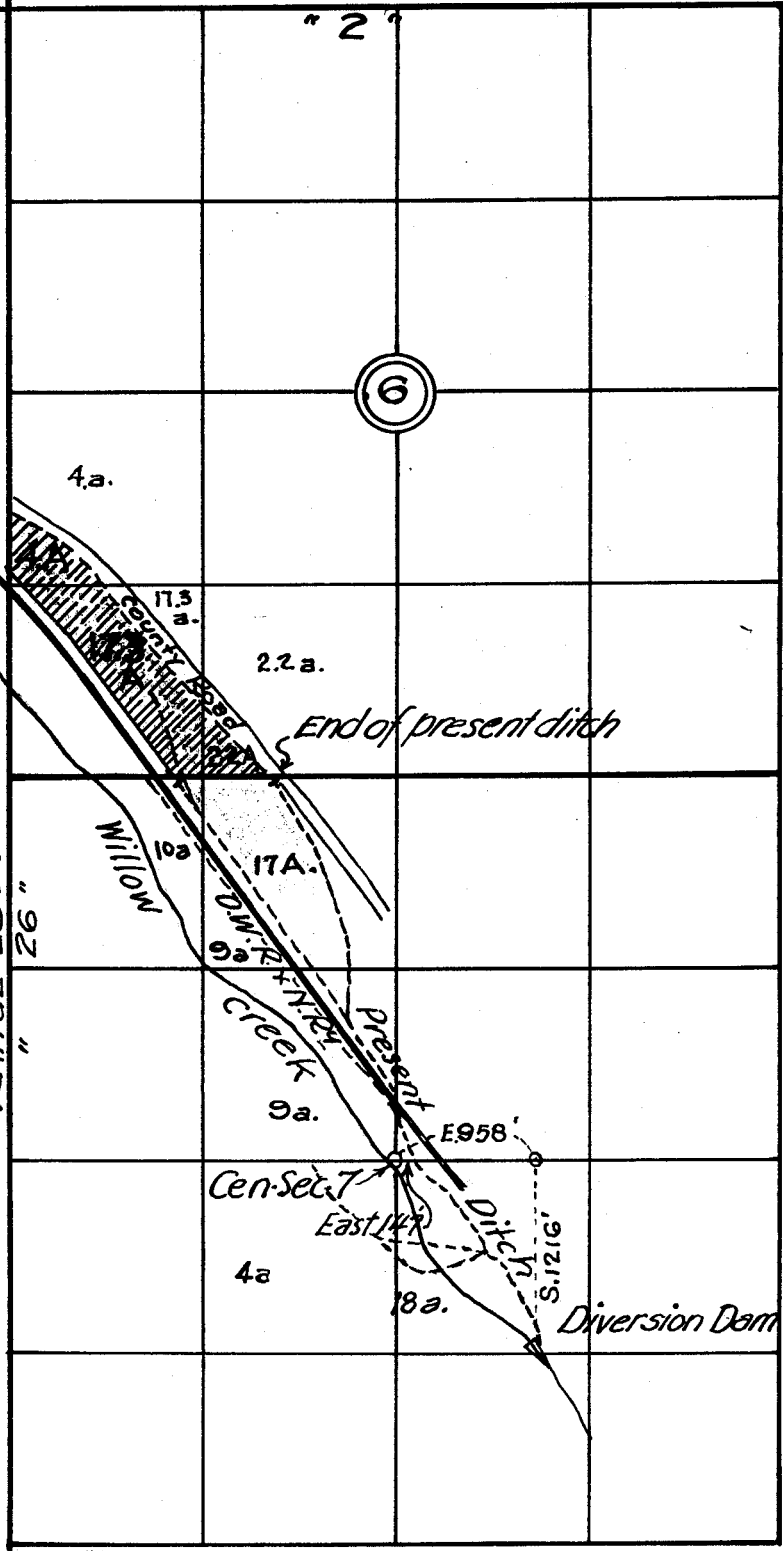 " 2 "
6
4.a.
17.3
a.
County Road
2.2 a.
End of present ditch
Willow
10a
17A.
26 "
"
9a
O.W.R. & N. Ry
Creek
Present
9a.
E.958'
Cen. Sec. 7
Ditch
East 147
S.1216'
4a
18a.
Diversion Dam